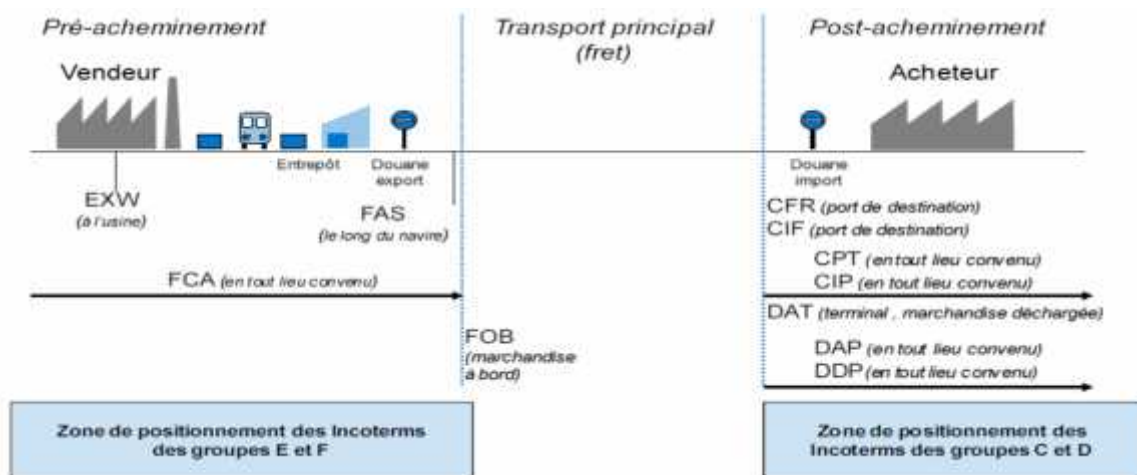 Pré-acheminement
Transport principal
(fret)
Post-acheminement
Vendeur
Acheteur
Entrepôt
Douane
export
Douane
import
EXW
(à l'usine)
FAS
(le long du navire)
FCA (en tout lieu convenu)
FOB
(marchandise
à bord)
CFR (port de destination)
CIF (port de destination)
CPT (en tout lieu convenu)
CIP (en tout lieu convenu)
DAT (terminal , marchandise déchargée)
DAP (en tout lieu convenu)
DDP (en tout lieu convenu)
Zone de positionnement des Incoterms
des groupes E et F
Zone de positionnement des
Incoterms des groupes C et D